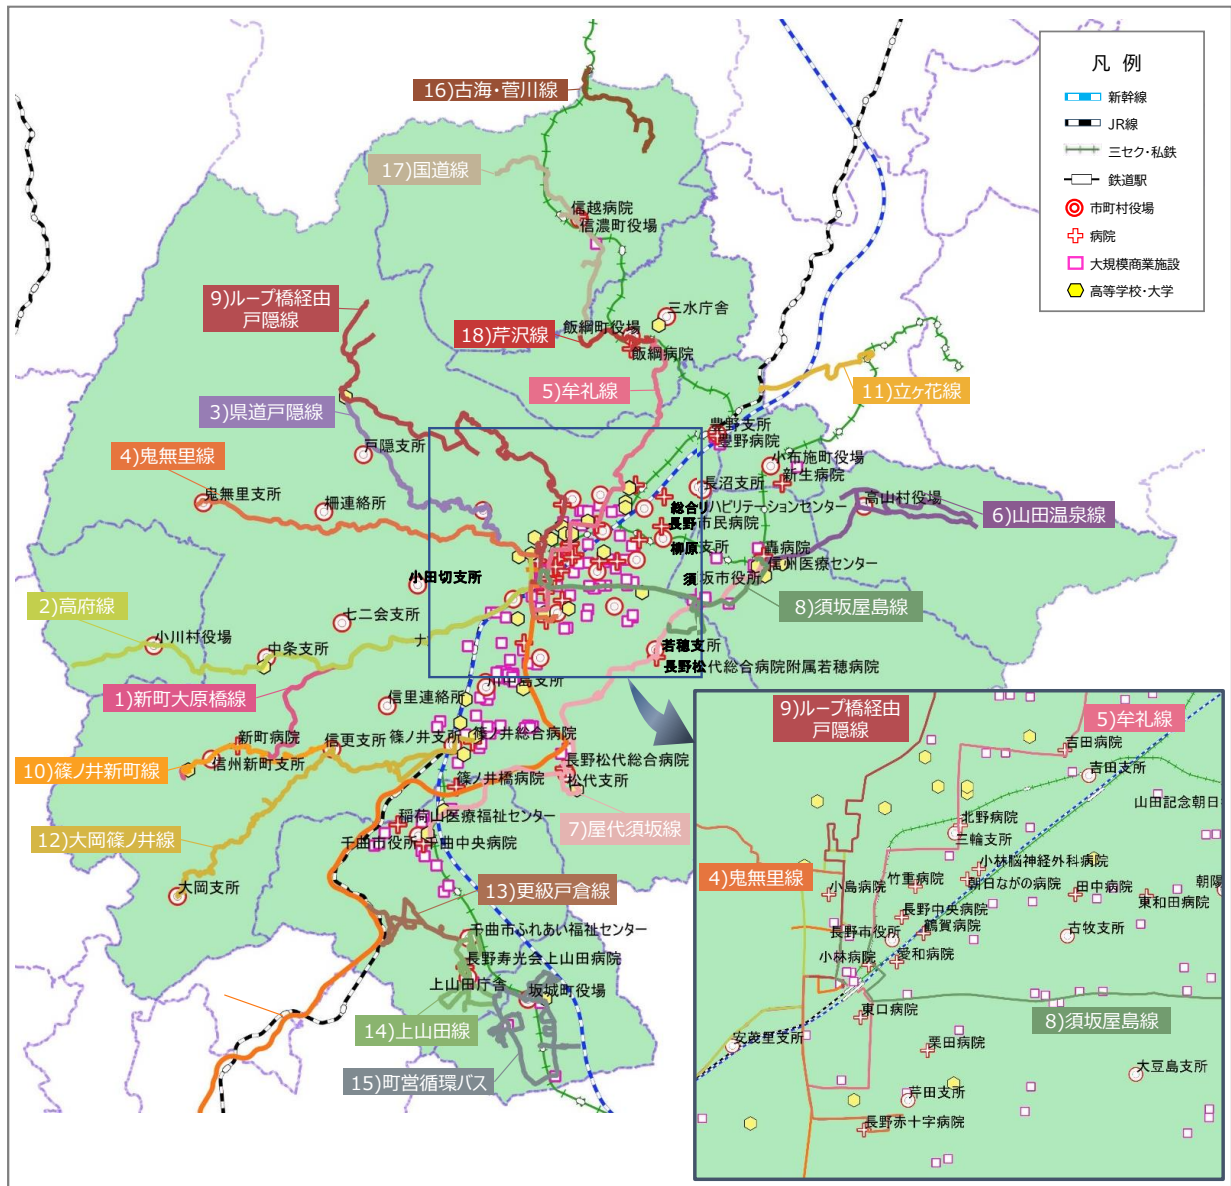 凡 例
新幹線
JR線
三セク・私鉄
鉄道駅
市町村役場
病院
大規模商業施設
高等学校・大学
16)古海・菅川線
17)国道線
信越病院
信濃町役場
9)ループ橋経由
戸隠線
三水庁舎
飯綱町役場
18)芹沢線
飯綱病院
5)牟礼線
11)立ヶ花線
3)県道戸隠線
豊野支所
豊野病院
戸隠支所
4)鬼無里線
小布施町役場
新生病院
長沼支所
鬼無里支所
柵連絡所
高山村役場
総合リハビリテーションセンター
長野市民病院
6)山田温泉線
柳原支所
轟病院
信州医療センター
小田切支所
須坂市役所
2)高府線
8)須坂屋島線
七二会支所
小川村役場
中条支所
ナ
若穂支所
長野松代総合病院附属若穂病院
1)新町大原橋線
川中島支所
信里連絡所
新町病院
信更支所
篠ノ井支所
篠ノ井総合病院
10)篠ノ井新町線
信州新町支所
長野松代総合病院
松代支所
篠ノ井橋病院
稲荷山医療福祉センター
7)屋代須坂線
12)大岡篠ノ井線
千曲市役所
千曲中央病院
大岡支所
13)更級戸倉線
千曲市ふれあい福祉センター
長野寿光会上山田病院
上山田庁舎
坂城町役場
14)上山田線
15)町営循環バス
9)ループ橋経由
戸隠線
5)牟礼線
吉田病院
吉田支所
山田記念朝日
北野病院
三輪支所
小林脳神経外科病院
4)鬼無里線
小島病院
竹重病院
朝日ながの病院
田中病院
朝陽
東和田病院
長野中央病院
長野市役所
鶴賀病院
古牧支所
小林病院
愛和病院
東口病院
8)須坂屋島線
安茂里支所
栗田病院
大豆島支所
芹田支所
長野赤十字病院